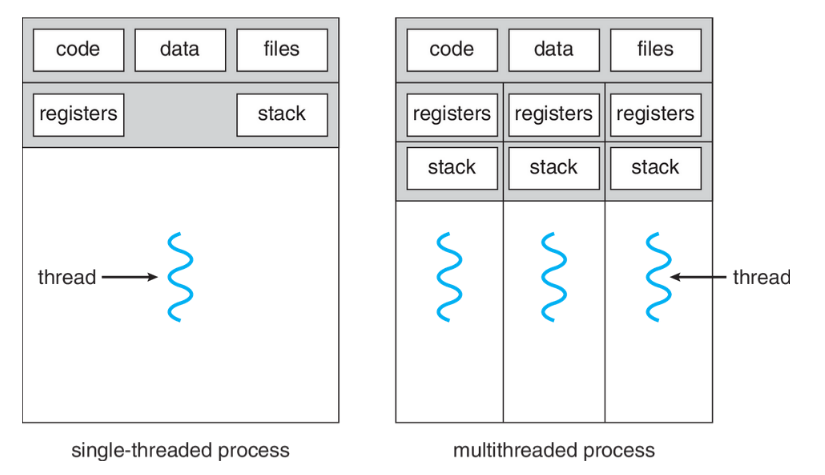 code data files
registers stack
thread
single-threaded process
code data files
registers registers registers
stack stack stack
thread
multithreaded process